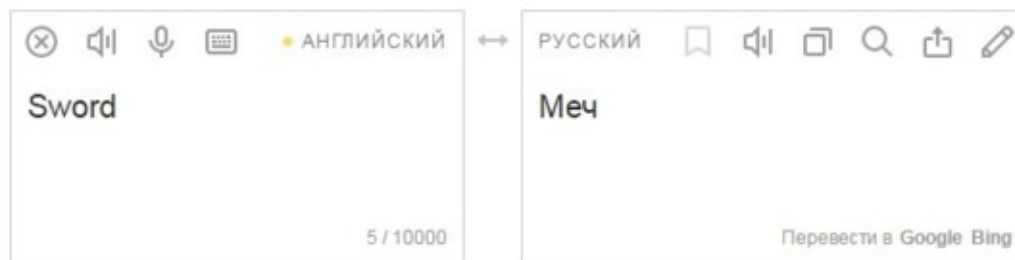 АНГЛИЙСКИЙ
РУССКИЙ
Sword
Меч
5 / 10000
Перевести в Google Bing